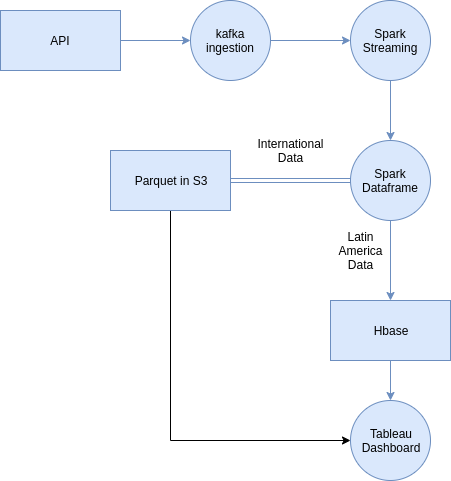 API
kafka
ingestion
Spark
Streaming
International
Data
Parquet in S3
Spark
Dataframe
Latin
America
Data
Hbase
Tableau
Dashboard